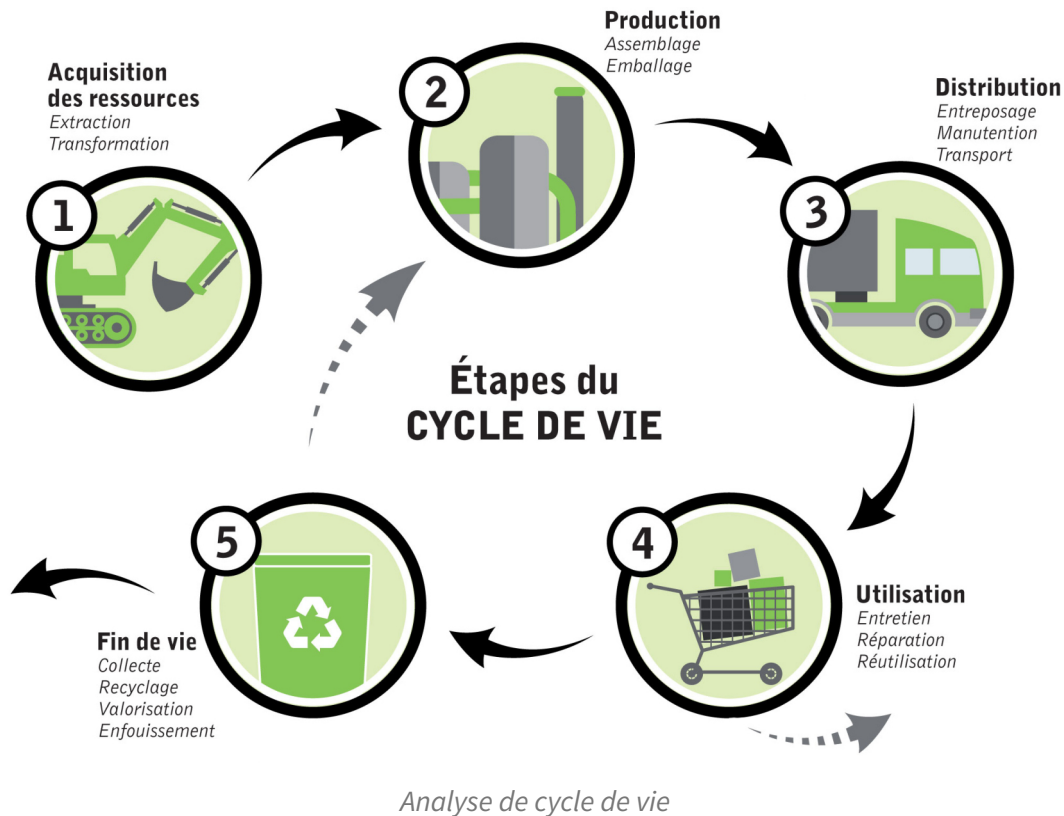 Acquisition
des ressources
Extraction
Transformation
1
Production
Assemblage
Emballage
2
Distribution
Entreposage
Manutention
Transport
3
Étapes du
CYCLE DE VIE
4
Utilisation
Entretien
Réparation
Réutilisation
5
Fin de vie
Collecte
Recyclage
Valorisation
Enfouissement
Analyse de cycle de vie